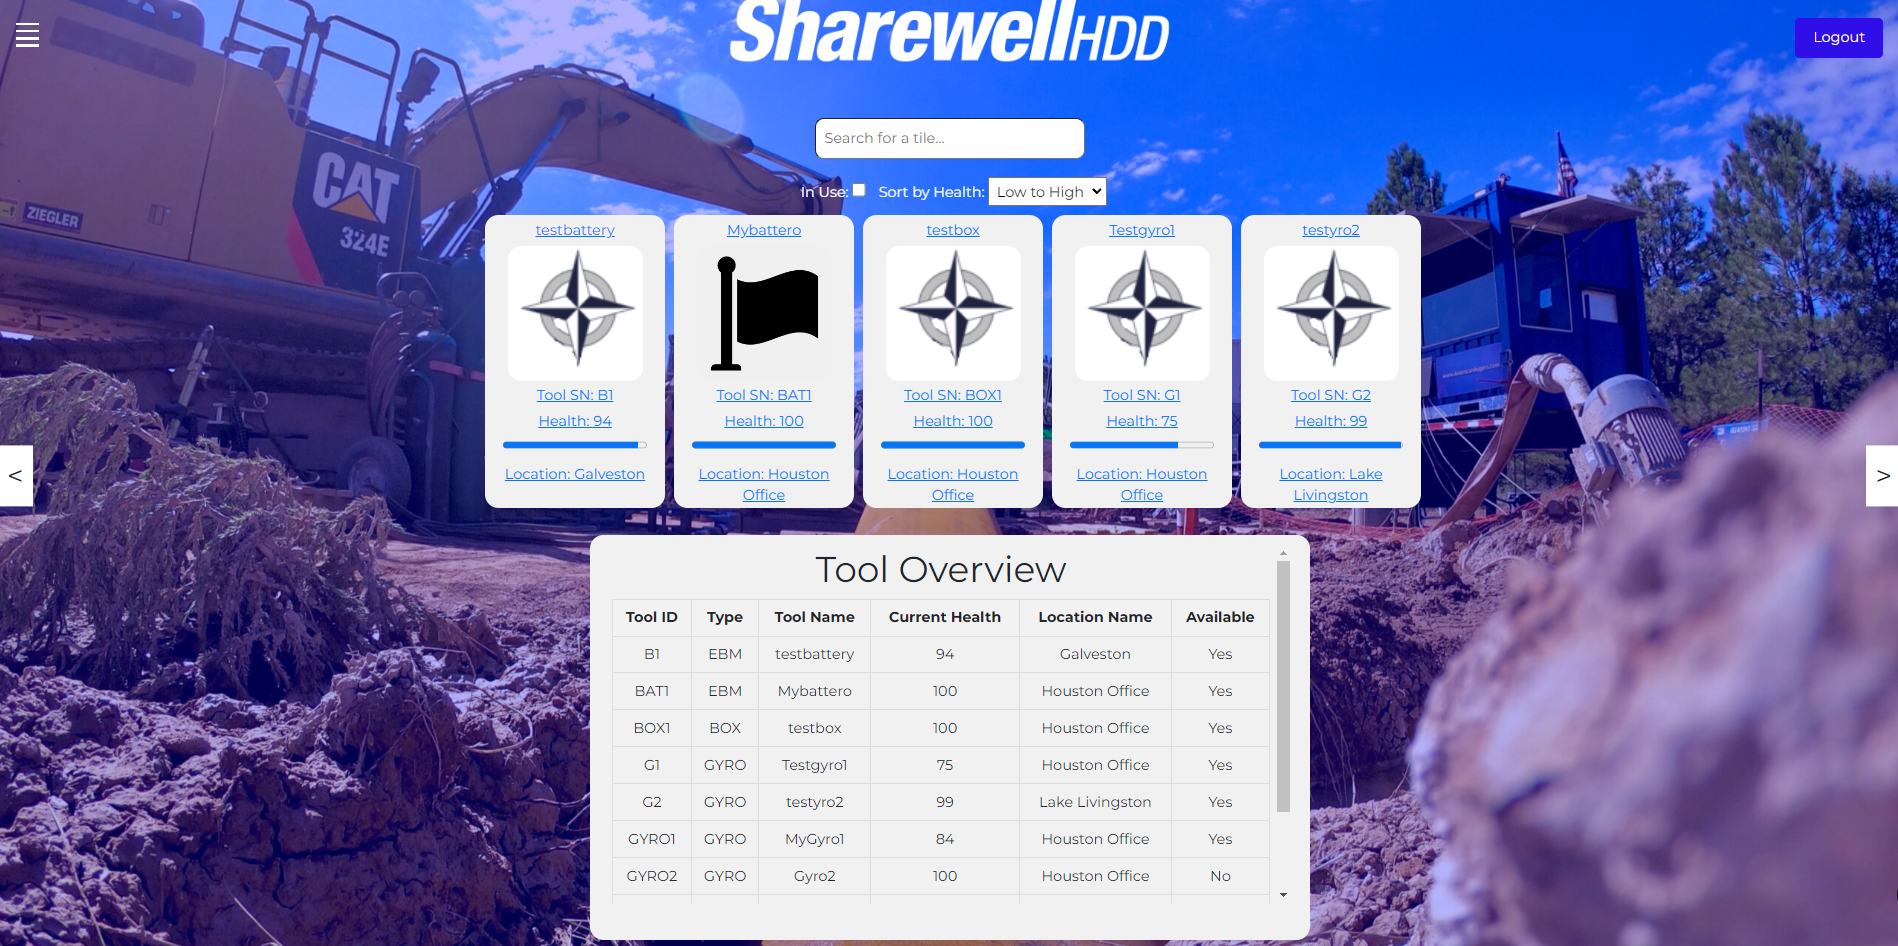 SharewellHDD
Logout
Search for a tile...
In Use:
Sort by Health: Low to High
CAT
324E
ZIEGLER
testbattery
Tool SN: B1
Health: 94
Location: Galveston
Mybattero
Tool SN: BAT1
Health: 100
Location: Houston
Office
testbox
Tool SN: BOX1
Health: 100
Location: Houston
Office
Testgyro1
Tool SN: G1
Health: 75
Location: Houston
Office
testyro2
Tool SN: G2
Health: 99
Location: Lake
Livingston
<
>
Tool Overview
Tool ID Type Tool Name Current Health Location Name Available
B1 EBM testbattery 94 Galveston Yes
BAT1 EBM Mybattero 100 Houston Office Yes
BOX1 BOX testbox 100 Houston Office Yes
G1 GYRO Testgyro1 75 Houston Office Yes
G2 GYRO testyro2 99 Lake Livingston Yes
GYRO1 GYRO MyGyro1 84 Houston Office Yes
GYRO2 GYRO Gyro2 100 Houston Office No